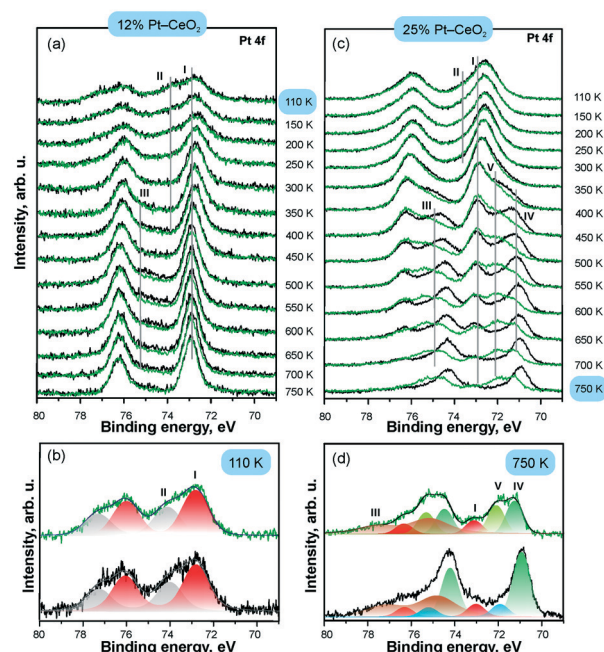 12% Pt–CeO₂
25% Pt–CeO₂
(a)
Pt 4f
I
II
III
110 K
150 K
200 K
250 K
300 K
350 K
400 K
450 K
500 K
550 K
600 K
650 K
700 K
750 K
Intensity, arb. u.
80 78 76 74 72 70
Binding energy, eV
(c)
Pt 4f
I
II
V
III
IV
110 K
150 K
200 K
250 K
300 K
350 K
400 K
450 K
500 K
550 K
600 K
650 K
700 K
750 K
80 78 76 74 72 70
Binding energy, eV
(b)
110 K
I
II
Intensity, arb. u.
80 78 76 74 72 70
Binding energy, eV
(d)
750 K
V IV
I
III
Intensity, arb. u.
80 78 76 74 72 70
Binding energy, eV